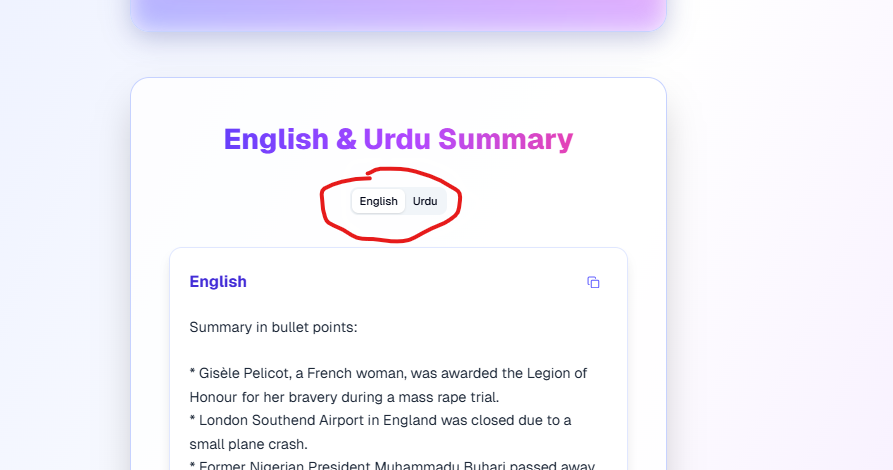 English & Urdu Summary
English Urdu
English
Summary in bullet points:
* Gisèle Pelicot, a French woman, was awarded the Legion of
Honour for her bravery during a mass rape trial.
* London Southend Airport in England was closed due to a
small plane crash.
* Former Nigerian President Muhammadu Buhari passed away